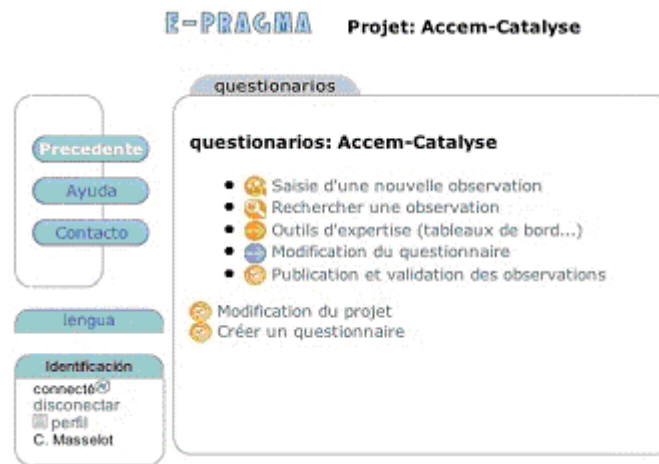 E-PRAGMA Projet: Accem-Catalyse
questionarios
Precedente
Ayuda
Contacto
lengua
Identificación
connecté
disconectar
perfil
C. Masselot
questionarios: Accem-Catalyse
Saisie d'une nouvelle observation
Rechercher une observation
Outils d'expertise (tableaux de bord...)
Modification du questionnaire
Publication et validation des observations
Modification du projet
Créer un questionnaire